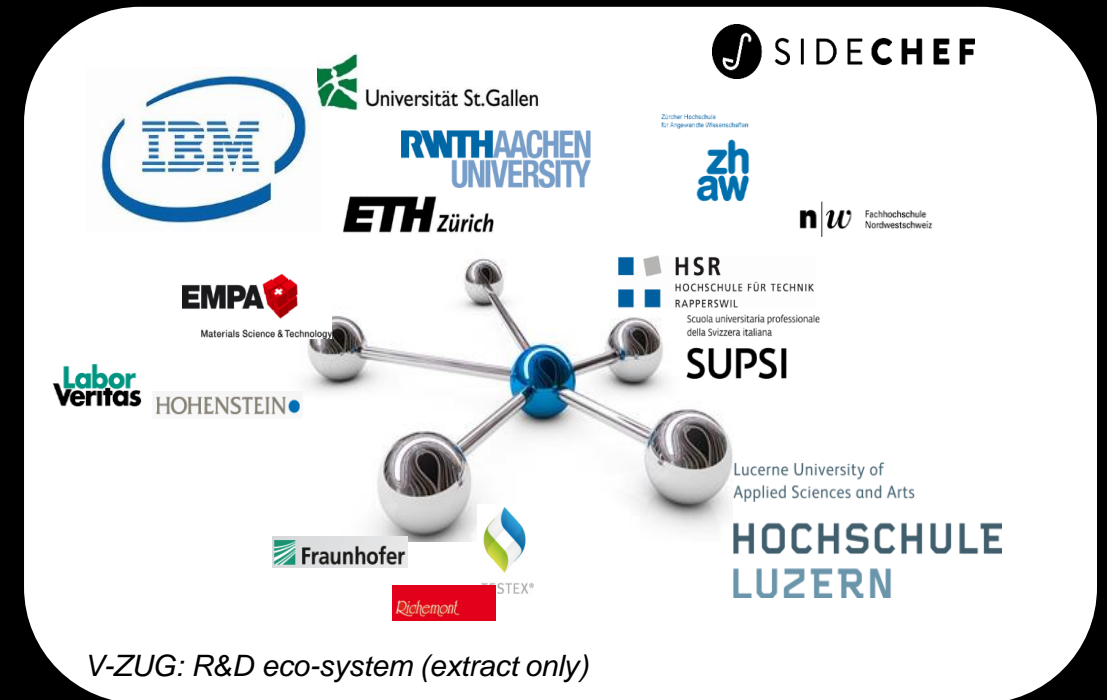 SIDECHEF
Universität St.Gallen
IBM
RWTHAACHEN
UNIVERSITY
Zürcher Hochschule
für Angewandte Wissenschaften
zh
aw
ETH Zürich
n|w Fachhochschule
Nordwestschweiz
HSR
HOCHSCHULE FÜR TECHNIK
RAPPERSWIL
EMPA
Materials Science & Technology
Scuola universitaria professionale
della Svizzera italiana
SUPSI
Labor
Veritas
HOHENSTEIN
Lucerne University of
Applied Sciences and Arts
HOCHSCHULE
LUZERN
Fraunhofer
STEX®
Richemont
V-ZUG: R&D eco-system (extract only)